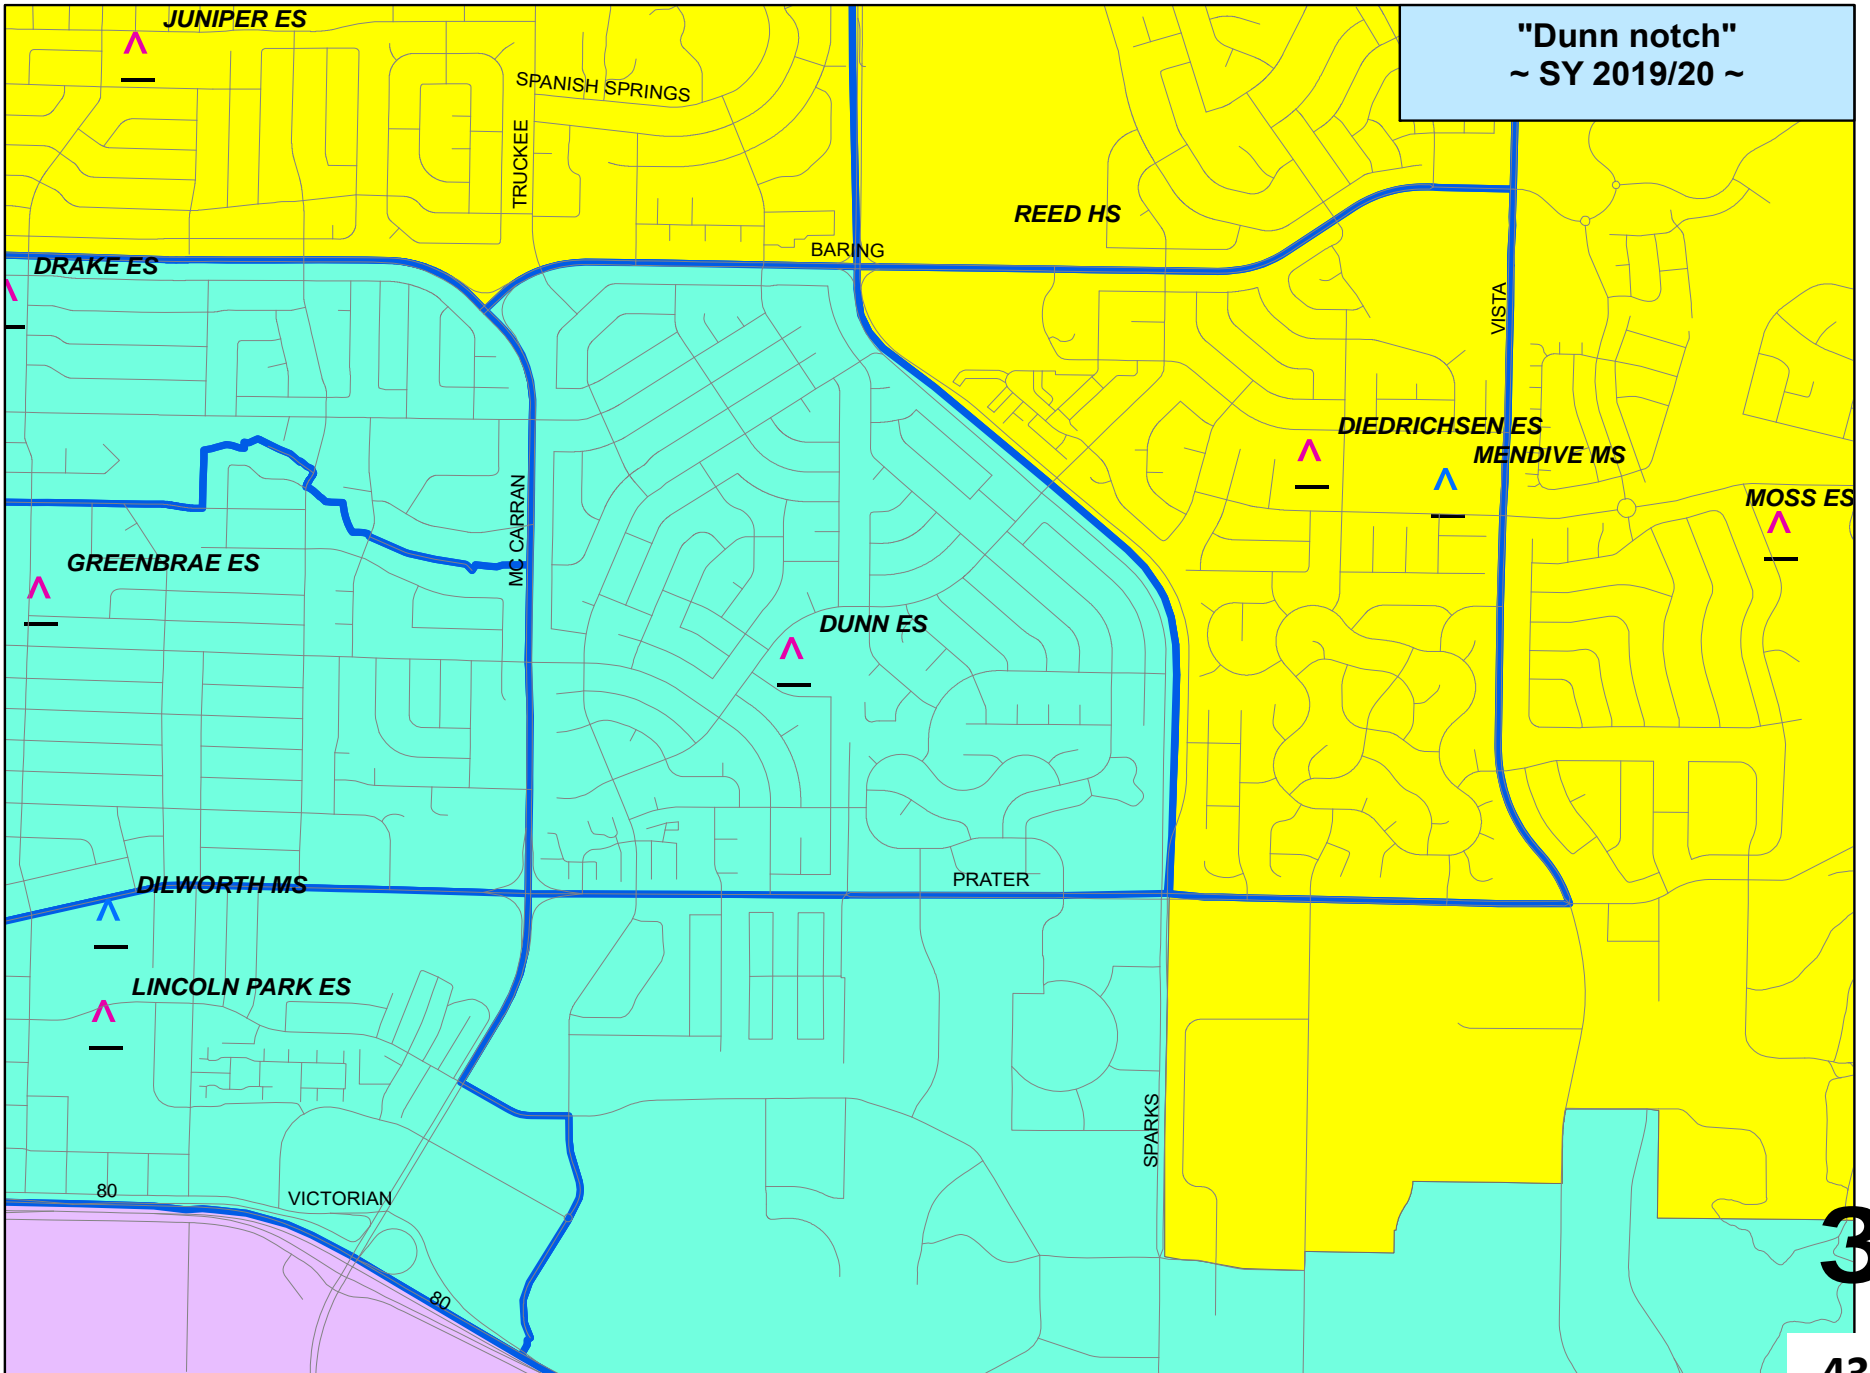 JUNIPER ES
"Dunn notch"
~ SY 2019/20 ~
SPANISH SPRINGS
TRUCKEE
REED HS
BARING
DRAKE ES
VISTA
DIEDRICHSEN ES
MENDIVE MS
MOSS ES
MC CARRAN
GREENBRAE ES
DUNN ES
DILWORTH MS
PRATER
LINCOLN PARK ES
SPARKS
80
VICTORIAN
80
3
43